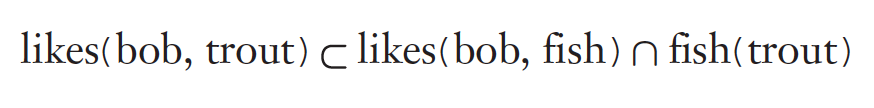 likes(bob, trout) ⊂ likes(bob, fish) ∩ fish(trout)